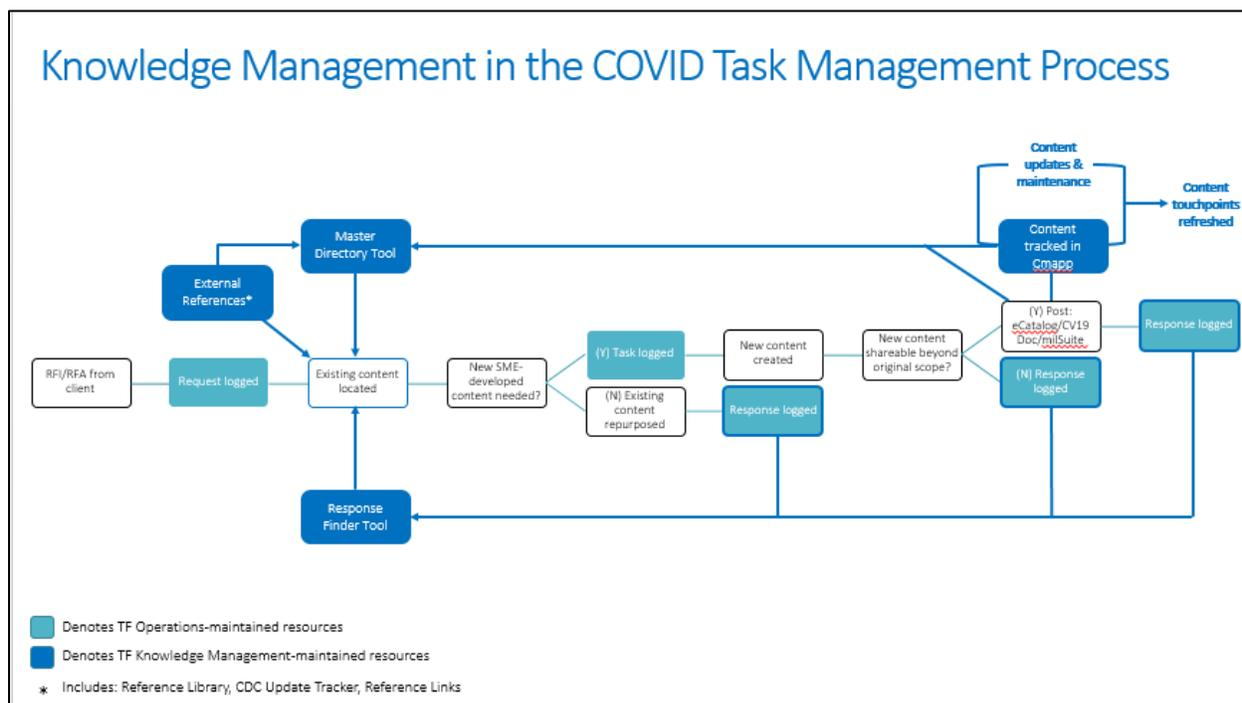 Knowledge Management in the COVID Task Management Process
Content
updates &
maintenance
Content
touchpoints
refreshed
Master
Directory Tool
Content
tracked in
Cmapp
External
References*
(Y) Post:
eCatalog/CV19
Doc/milSuite
Response logged
RFI/RFA from
client
Request logged
Existing content
located
New SME-
developed
content needed?
(Y) Task logged
New content
created
New content
shareable beyond
original scope?
(N) Response
logged
(N) Existing
content
repurposed
Response logged
Response
Finder Tool
Denotes TF Operations-maintained resources
Denotes TF Knowledge Management-maintained resources
* Includes: Reference Library, CDC Update Tracker, Reference Links